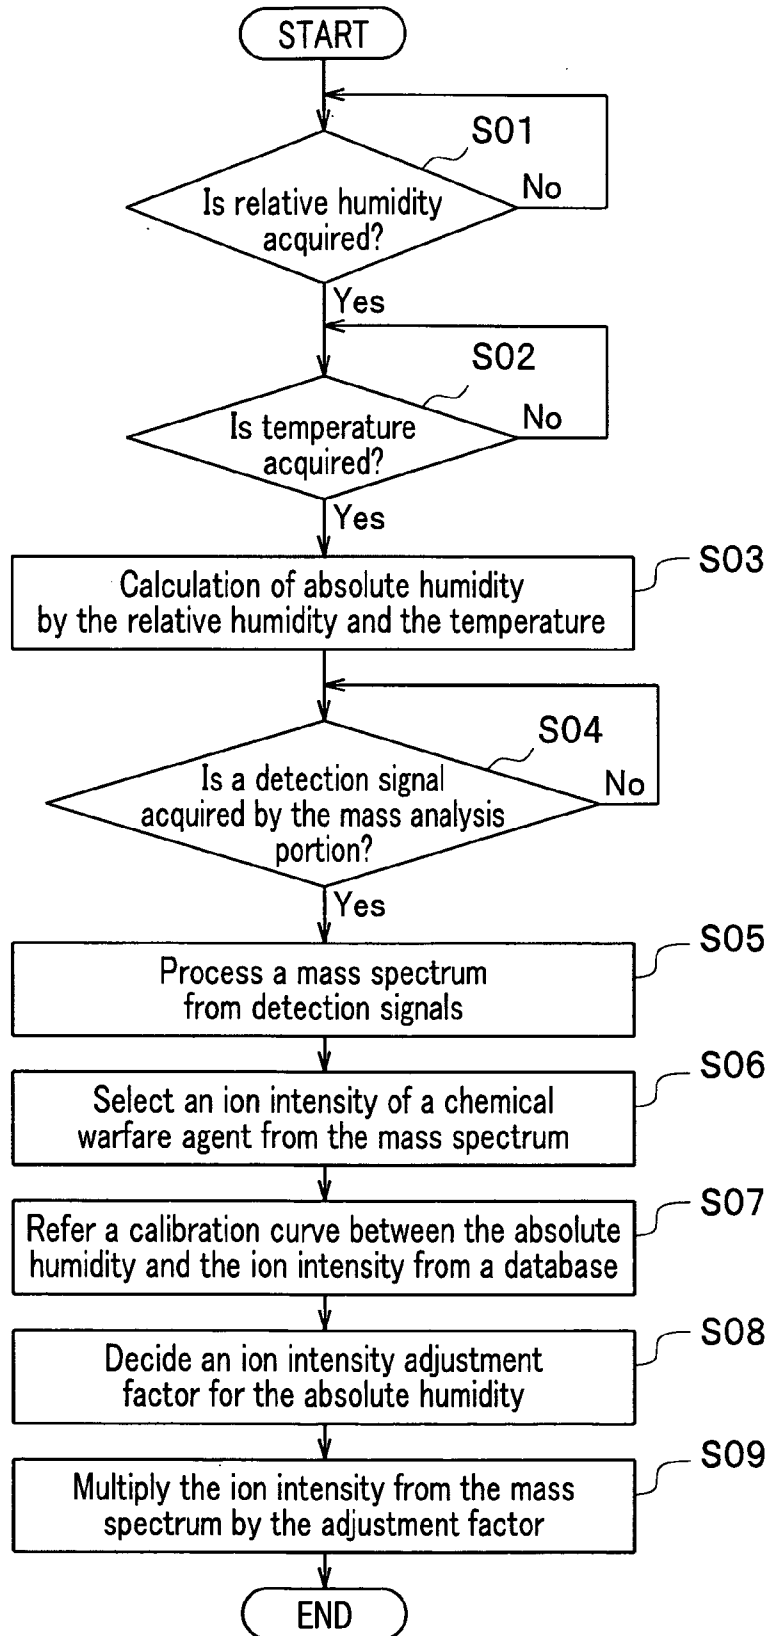 START
S01
No
Is relative humidity
acquired?
Yes
S02
No
Is temperature
acquired?
Yes
S03
Calculation of absolute humidity
by the relative humidity and the temperature
S04
No
Is a detection signal
acquired by the mass analysis
portion?
Yes
S05
Process a mass spectrum
from detection signals
S06
Select an ion intensity of a chemical
warfare agent from the mass spectrum
S07
Refer a calibration curve between the absolute
humidity and the ion intensity from a database
S08
Decide an ion intensity adjustment
factor for the absolute humidity
S09
Multiply the ion intensity from the mass
spectrum by the adjustment factor
END